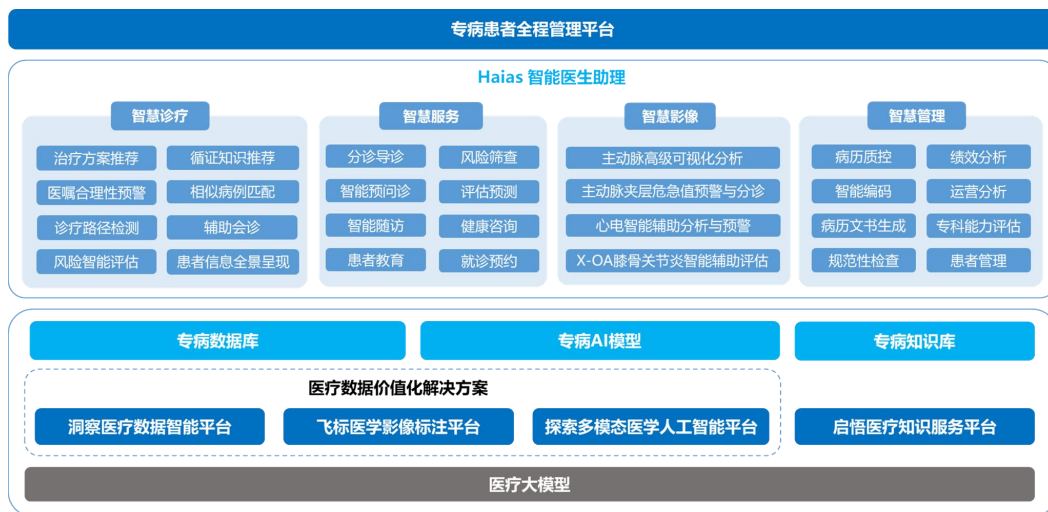 专病患者全程管理平台
Haias 智能医生助理
智慧诊疗
治疗方案推荐
循证知识推荐
医嘱合理性预警
相似病例匹配
诊疗路径检测
辅助会诊
风险智能评估
患者信息全景呈现
智慧服务
分诊导诊
风险筛查
智能预问诊
评估预测
智能随访
健康咨询
患者教育
就诊预约
智慧影像
主动脉高级可视化分析
主动脉夹层危急值预警与分诊
心电智能辅助分析与预警
X-OA膝骨关节炎智能辅助评估
智慧管理
病历质控
绩效分析
智能编码
运营分析
病历文书生成
专科能力评估
规范性检查
患者管理
专病数据库
专病AI模型
专病知识库
医疗数据价值化解决方案
洞察医疗数据智能平台
飞标医学影像标注平台
探索多模态医学人工智能平台
启悟医疗知识服务平台
医疗大模型